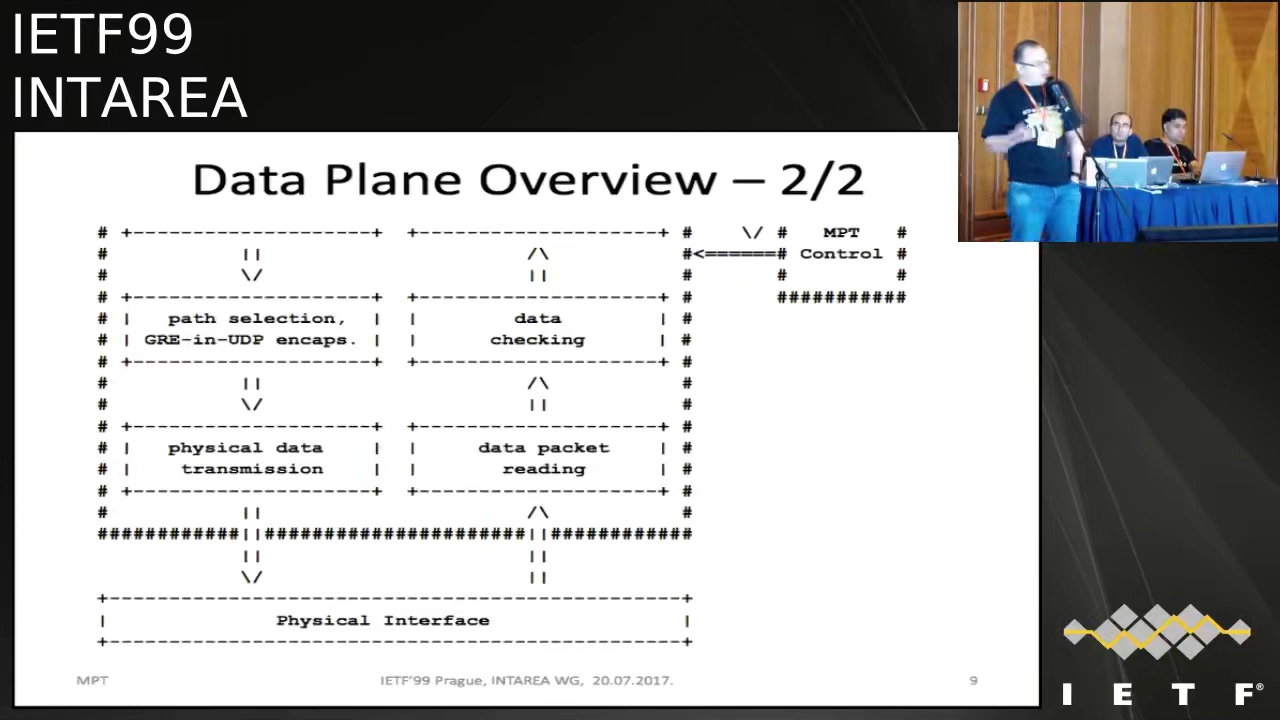 IETF99
INTAREA
Data Plane Overview – 2/2
# +--------------------+  +--------------------+ #    \/ #   MPT    #
#          ||                     /\          #<======# Control #
#          \/                     ||          #       #         #
# +--------------------+  +--------------------+ #       ###########
# |   path selection,  |  |        data        | #
# | GRE-in-UDP encaps. |  |      checking      | #
# +--------------------+  +--------------------+ #
#          ||                     /\          #
#          \/                     ||          #
# +--------------------+  +--------------------+ #
# |   physical data    |  |    data packet     | #
# |    transmission    |  |      reading       | #
# +--------------------+  +--------------------+ #
#          ||                     /\          #
############||######################||############
||                     ||
\/                     ||
+-----------------------------------------------+
|              Physical Interface               |
+-----------------------------------------------+
MPT
IETF'99 Prague, INTAREA WG, 20.07.2017.
9
I E T F®